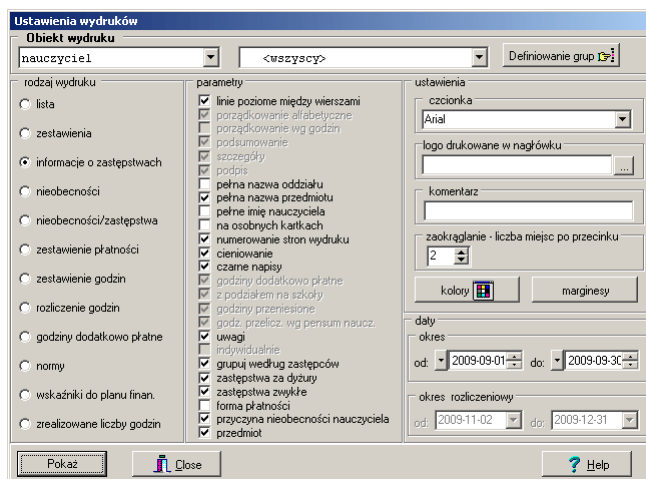 Ustawienia wydruków
Obiekt wydruku
nauczyciel
<wszyscy>
Definiowanie grup
rodzaj wydruku
lista
zestawienia
informacje o zastępstwach
nieobecności
nieobecności/zastępstwa
zestawienie płatności
zestawienie godzin
rozliczenie godzin
godziny dodatkowo płatne
normy
wskaźniki do planu finan.
zrealizowane liczby godzin
parametry
linie poziome między wierszami
porządkowanie alfabetyczne
porządkowanie wg godzin
podsumowanie
szczegóły
podpis
pełna nazwa oddziału
pełna nazwa przedmiotu
pełne imię nauczyciela
na osobnych kartkach
numerowanie stron wydruku
cieniowanie
czarne napisy
godziny dodatkowo płatne
z podziałem na szkoły
godziny przeniesione
godz. przelicz. wg pensum naucz.
uwagi
indywidualnie
grupuj według zastępców
zastępstwa za dyżury
zastępstwa zwykłe
forma płatności
przyczyna nieobecności nauczyciela
przedmiot
ustawienia
czcionka
Arial
logo drukowane w nagłówku
...
komentarz
zaokrąglanie - liczba miejsc po przecinku
2
kolory
marginesy
daty
okres
od: 2009-09-01 do: 2009-09-30
okres rozliczeniowy
od: 2009-11-02 do: 2009-12-31
Pokaż
Close
? Help